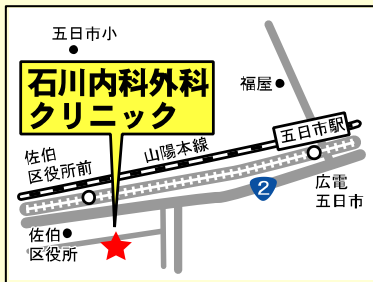 五日市小
石川内科外科
クリニック
福屋
五日市駅
山陽本線
佐伯
区役所前
2
広電
五日市
佐伯
区役所